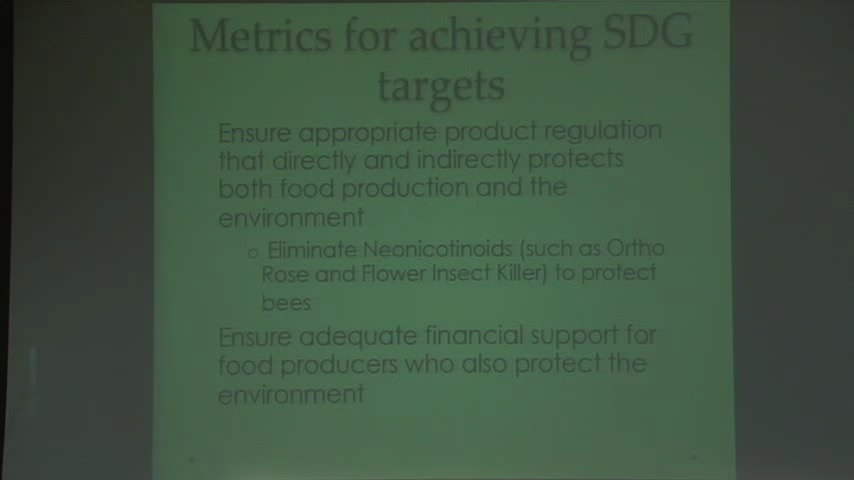 Metrics for achieving SDG
targets
Ensure appropriate product regulation
that directly and indirectly protects
both food production and the
environment
Eliminate Neonicotinoids (such as Ortho
Rose and Flower Insect Killer) to protect
bees
Ensure adequate financial support for
food producers who also protect the
environment